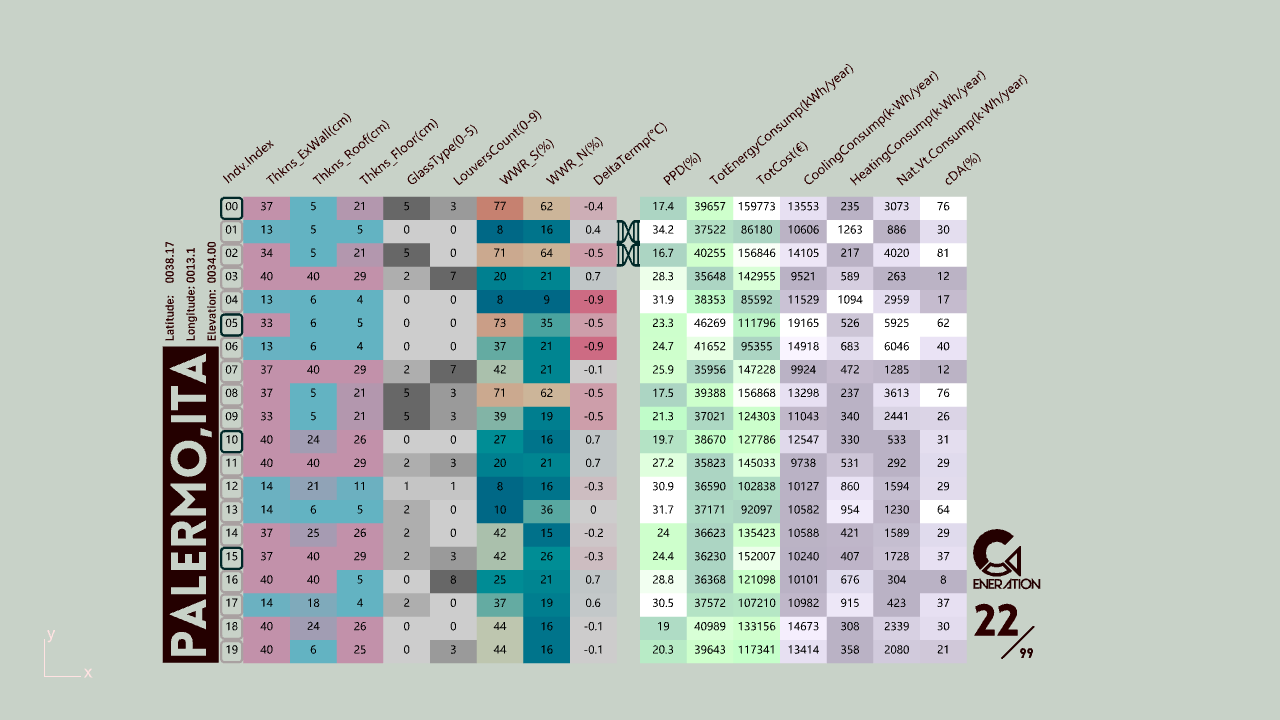 Indv.Index Thkns_ExWall(cm) Thkns_Roof(cm) Thkns_Floor(cm) GlassType(0-5) LouversCount(0-9) WWR_S(%) WWR_N(%) DeltaTermp(°C) PPD(%) TotEnergyConsump(kWh/year) TotCost(€) CoolingConsump(k·Wh/year) HeatingConsump(k·Wh/year) Nat.Vt.Consump(k·Wh/year) cDA(%)
00 37 5 21 5 3 77 62 -0.4 17.4 39657 159773 13553 235 3073 76
01 13 5 5 0 0 8 16 0.4 34.2 37522 86180 10606 1263 886 30
02 34 5 21 5 0 71 64 -0.5 16.7 40255 156846 14105 217 4020 81
03 40 40 29 2 7 20 21 0.7 28.3 35648 142955 9521 589 263 12
04 13 6 4 0 0 8 9 -0.9 31.9 38353 85592 11529 1094 2959 17
05 33 6 5 0 0 73 35 -0.5 23.3 46269 111796 19165 526 5925 62
06 13 6 4 0 0 37 21 -0.9 24.7 41652 95355 14918 683 6046 40
07 37 40 29 2 7 42 21 -0.1 25.9 35956 147228 9924 472 1285 12
08 37 5 21 5 3 71 62 -0.5 17.5 39388 156868 13298 237 3613 76
09 33 5 21 5 3 39 19 -0.5 21.3 37021 124303 11043 340 2441 26
10 40 24 26 0 0 27 16 0.7 19.7 38670 127786 12547 330 533 31
11 40 40 29 2 3 20 21 0.7 27.2 35823 145033 9738 531 292 29
12 14 21 11 1 1 8 16 -0.3 30.9 36590 102838 10127 860 1594 29
13 14 6 5 2 0 10 36 0 31.7 37171 92097 10582 954 1230 64
14 37 25 26 2 0 42 15 -0.2 24 36623 135423 10588 421 1589 29
15 37 40 29 2 3 42 26 -0.3 24.4 36230 152007 10240 407 1728 37
16 40 40 5 0 8 25 21 0.7 28.8 36368 121098 10101 676 304 8
17 14 18 4 2 0 37 19 0.6 30.5 37572 107210 10982 915 423 37
18 40 24 26 0 0 44 16 -0.1 19 40989 133156 14673 308 2339 30
19 40 6 25 0 3 44 16 -0.1 20.3 39643 117341 13414 358 2080 21
Latitude: 0038.17
Longitude: 0013.1
Elevation: 0034.00
PALERMO,ITA
GENERATION
22/99
y
x